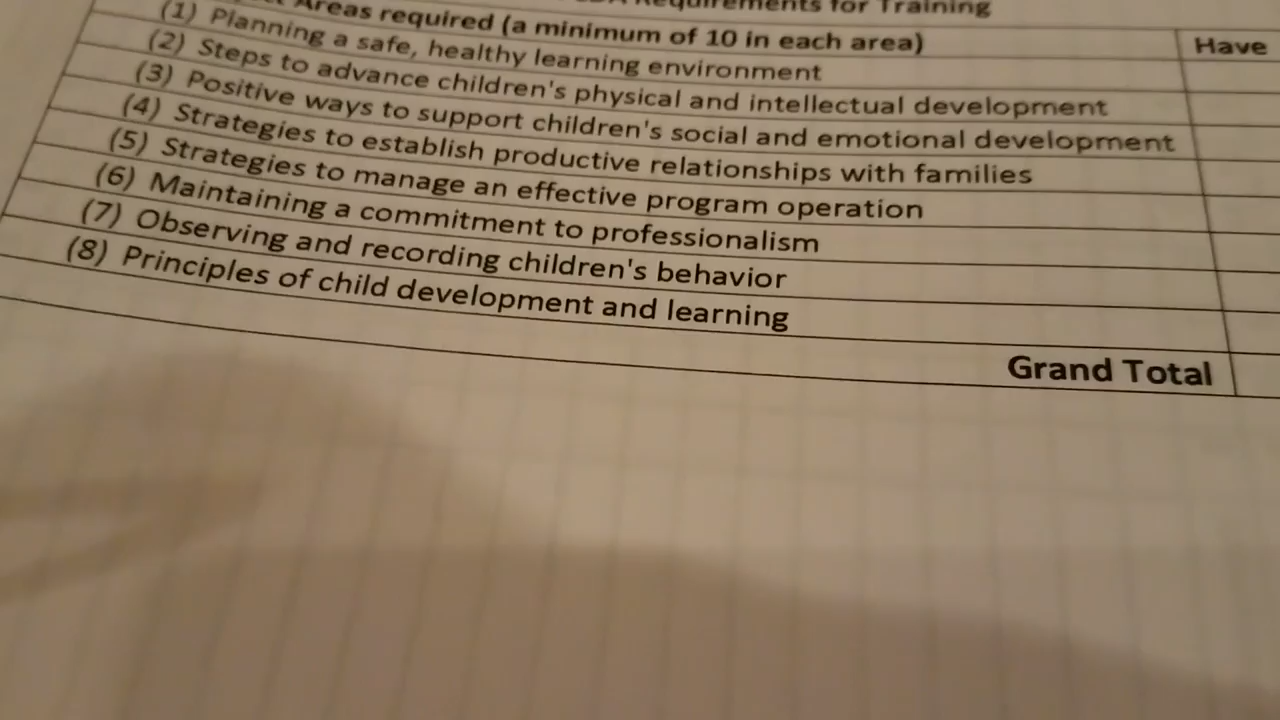 Requirements for Training
Areas required (a minimum of 10 in each area)
Have
(1) Planning a safe, healthy learning environment
(2) Steps to advance children's physical and intellectual development
(3) Positive ways to support children's social and emotional development
(4) Strategies to establish productive relationships with families
(5) Strategies to manage an effective program operation
(6) Maintaining a commitment to professionalism
(7) Observing and recording children's behavior
(8) Principles of child development and learning
Grand Total